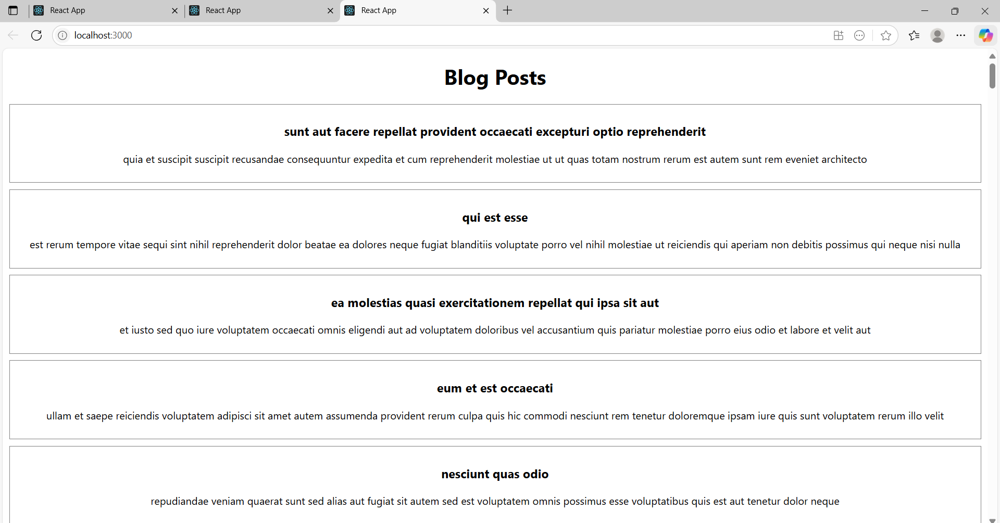 React App
React App
React App
localhost:3000
Blog Posts
sunt aut facere repellat provident occaecati excepturi optio reprehenderit
quia et suscipit suscipit recusandae consequuntur expedita et cum reprehenderit molestiae ut ut quas totam nostrum rerum est autem sunt rem eveniet architecto
qui est esse
est rerum tempore vitae sequi sint nihil reprehenderit dolor beatae ea dolores neque fugiat blanditiis voluptate porro vel nihil molestiae ut reiciendis qui aperiam non debitis possimus qui neque nisi nulla
ea molestias quasi exercitationem repellat qui ipsa sit aut
et iusto sed quo iure voluptatem occaecati omnis eligendi aut ad voluptatem doloribus vel accusantium quis pariatur molestiae porro eius odio et labore et velit aut
eum et est occaecati
ullam et saepe reiciendis voluptatem adipisci sit amet autem assumenda provident rerum culpa quis hic commodi nesciunt rem tenetur doloremque ipsam iure quis sunt voluptatem rerum illo velit
nesciunt quas odio
repudiandae veniam quaerat sunt sed alias aut fugiat sit autem sed est voluptatem omnis possimus esse voluptatibus quis est aut tenetur dolor neque